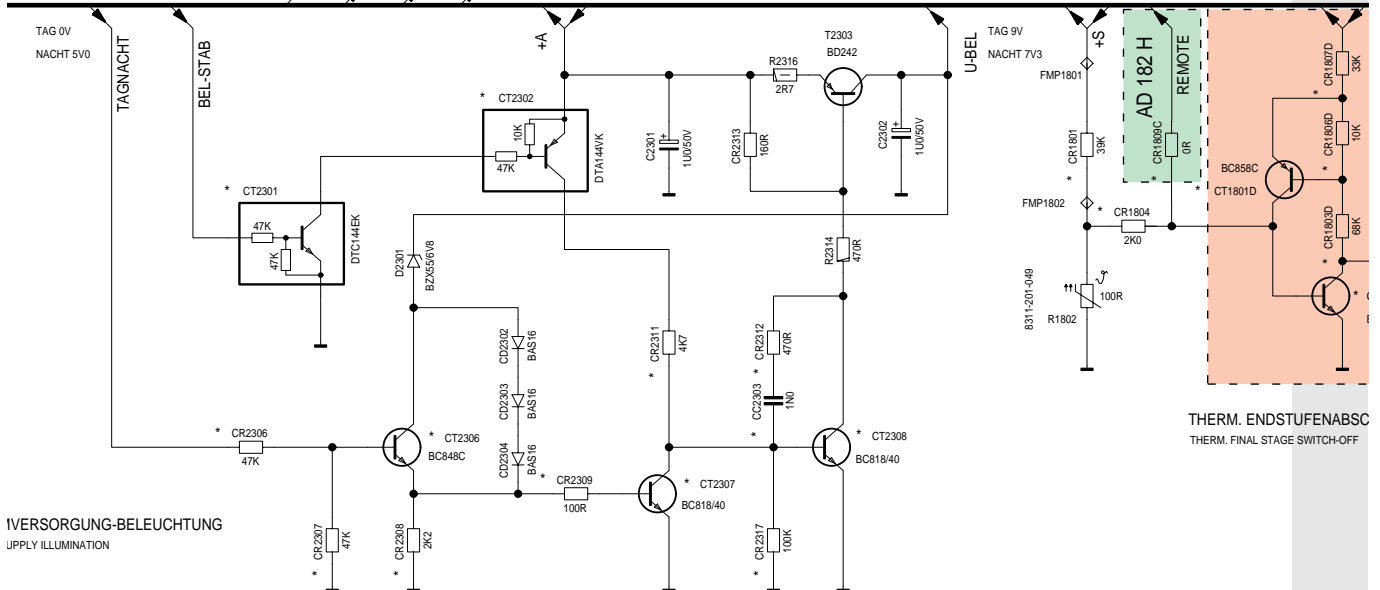 TAG 0V
NACHT 5V0
TAGNACHT
BEL-STAB
+A
U-BEL
TAG 9V
NACHT 7V3
+S
AD 182 H
REMOTE
T2303
BD242
R2316
2R7
* CT2302
10K
47K
DTA144VK
C2301
+
1U0/50V
CR2313
160R
C2302
+
1U0/50V
FMP1801
CR1801
39K
*
FMP1802
CR1809C
0R
*
CR1807D
33K
*
CR1806D
10K
*
BC858C
* CT1801D
CR1803D
68K
*
* CT2301
47K
47K
DTC144EK
D2301
BZX55/6V8
R2314
470R
* CR1804
2K0
8311-201-049
100R
R1802
CD2302
BAS16
CD2303
BAS16
CD2304
BAS16
CR2311
4K7
*
CR2312
470R
*
CC2303
1N0
*
THERM. ENDSTUFENABSC
THERM. FINAL STAGE SWITCH-OFF
* CR2306
47K
* CT2306
BC848C
* CT2308
BC818/40
* CR2309
100R
* CT2307
BC818/40
VERSORGUNG-BELEUCHTUNG
UPPLY ILLUMINATION
CR2307
47K
*
CR2308
2K2
*
CR2317
100K
*